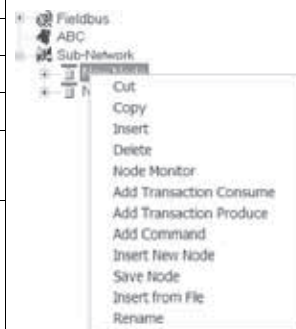 Fieldbus
ABC
Sub-Network
Cut
Copy
Insert
Delete
Node Monitor
Add Transaction Consume
Add Transaction Produce
Add Command
Insert New Node
Save Node
Insert from File
Rename